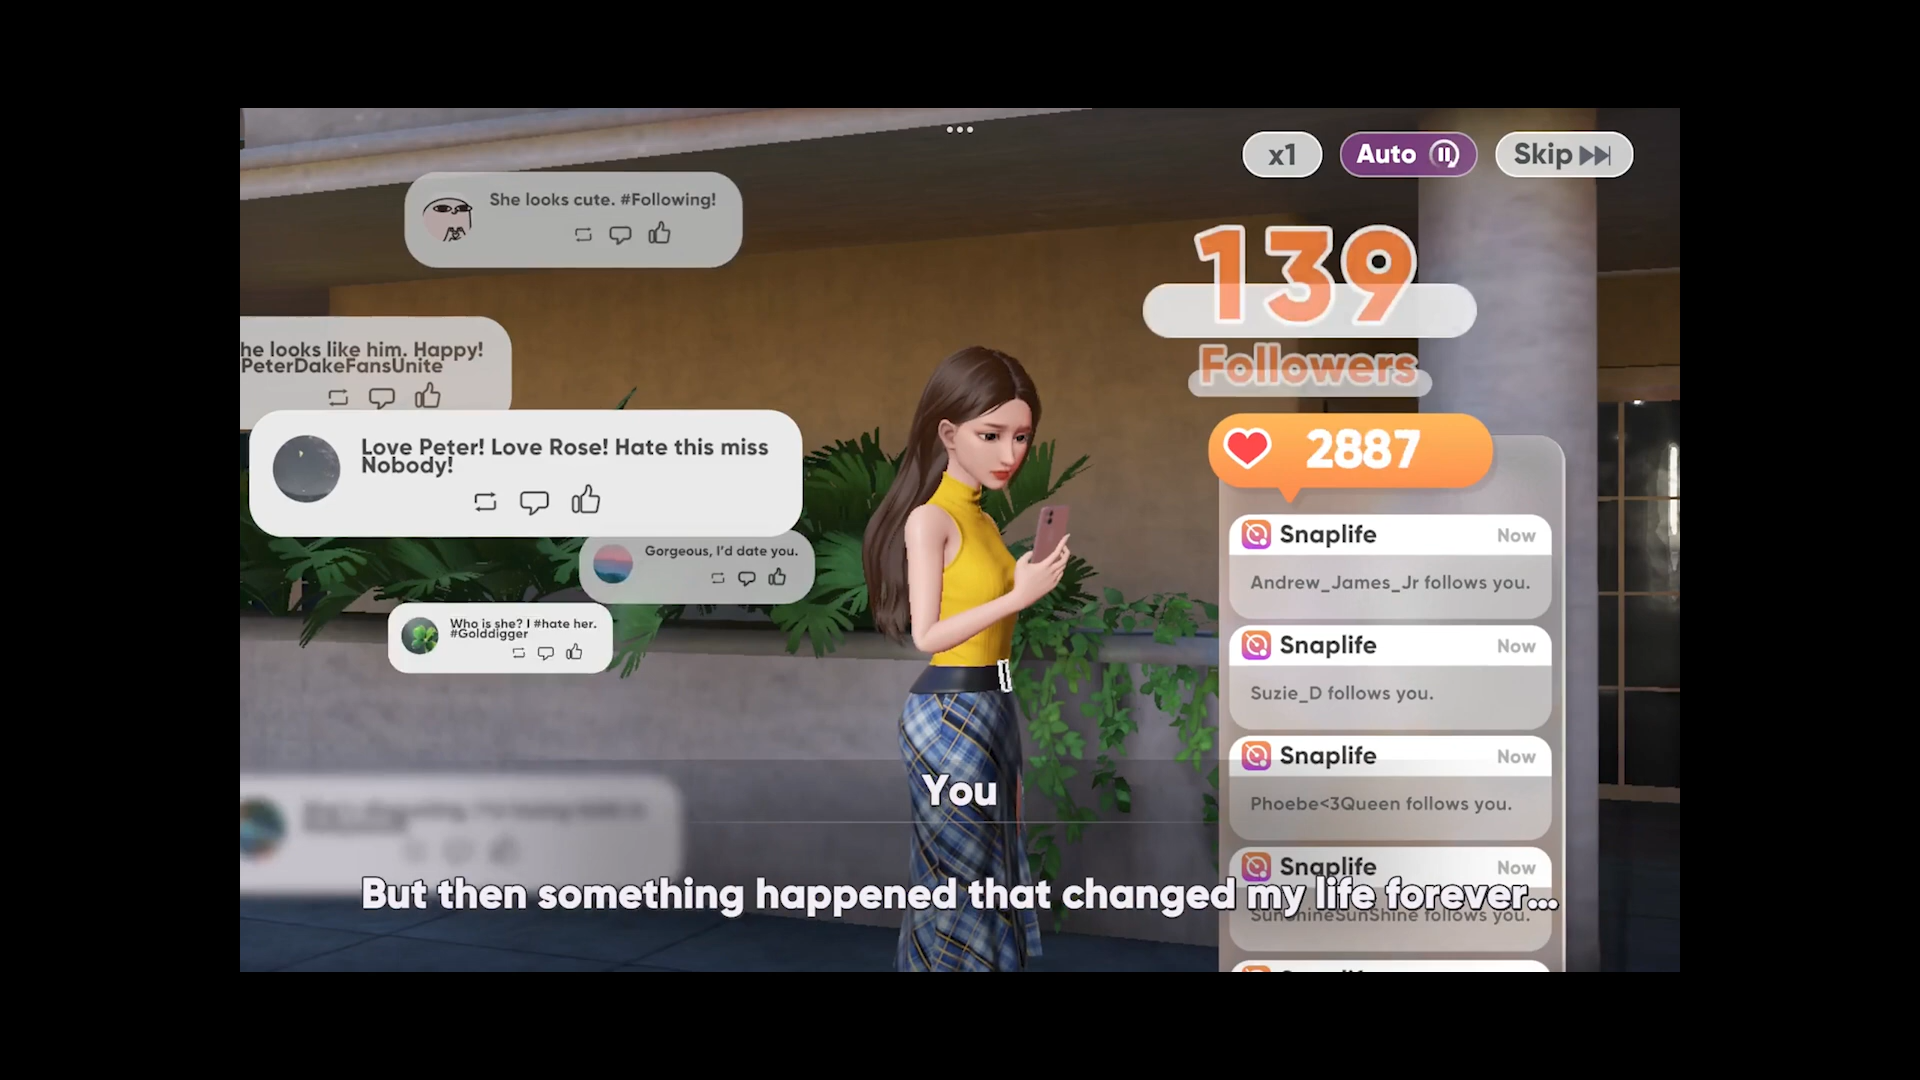 x1
Auto
Skip
She looks cute. #Following!
139
Followers
he looks like him. Happy!
PeterDakeFansUnite
Love Peter! Love Rose! Hate this miss
Nobody!
2887
Snaplife Now
Andrew_James_Jr follows you.
Gorgeous, I'd date you.
Who is she? I #hate her.
#Golddigger
Snaplife Now
Suzie_D follows you.
Snaplife Now
Phoebe<3Queen follows you.
You
Snaplife Now
But then something happened that changed my life forever...
SunshineSunShine follows you.